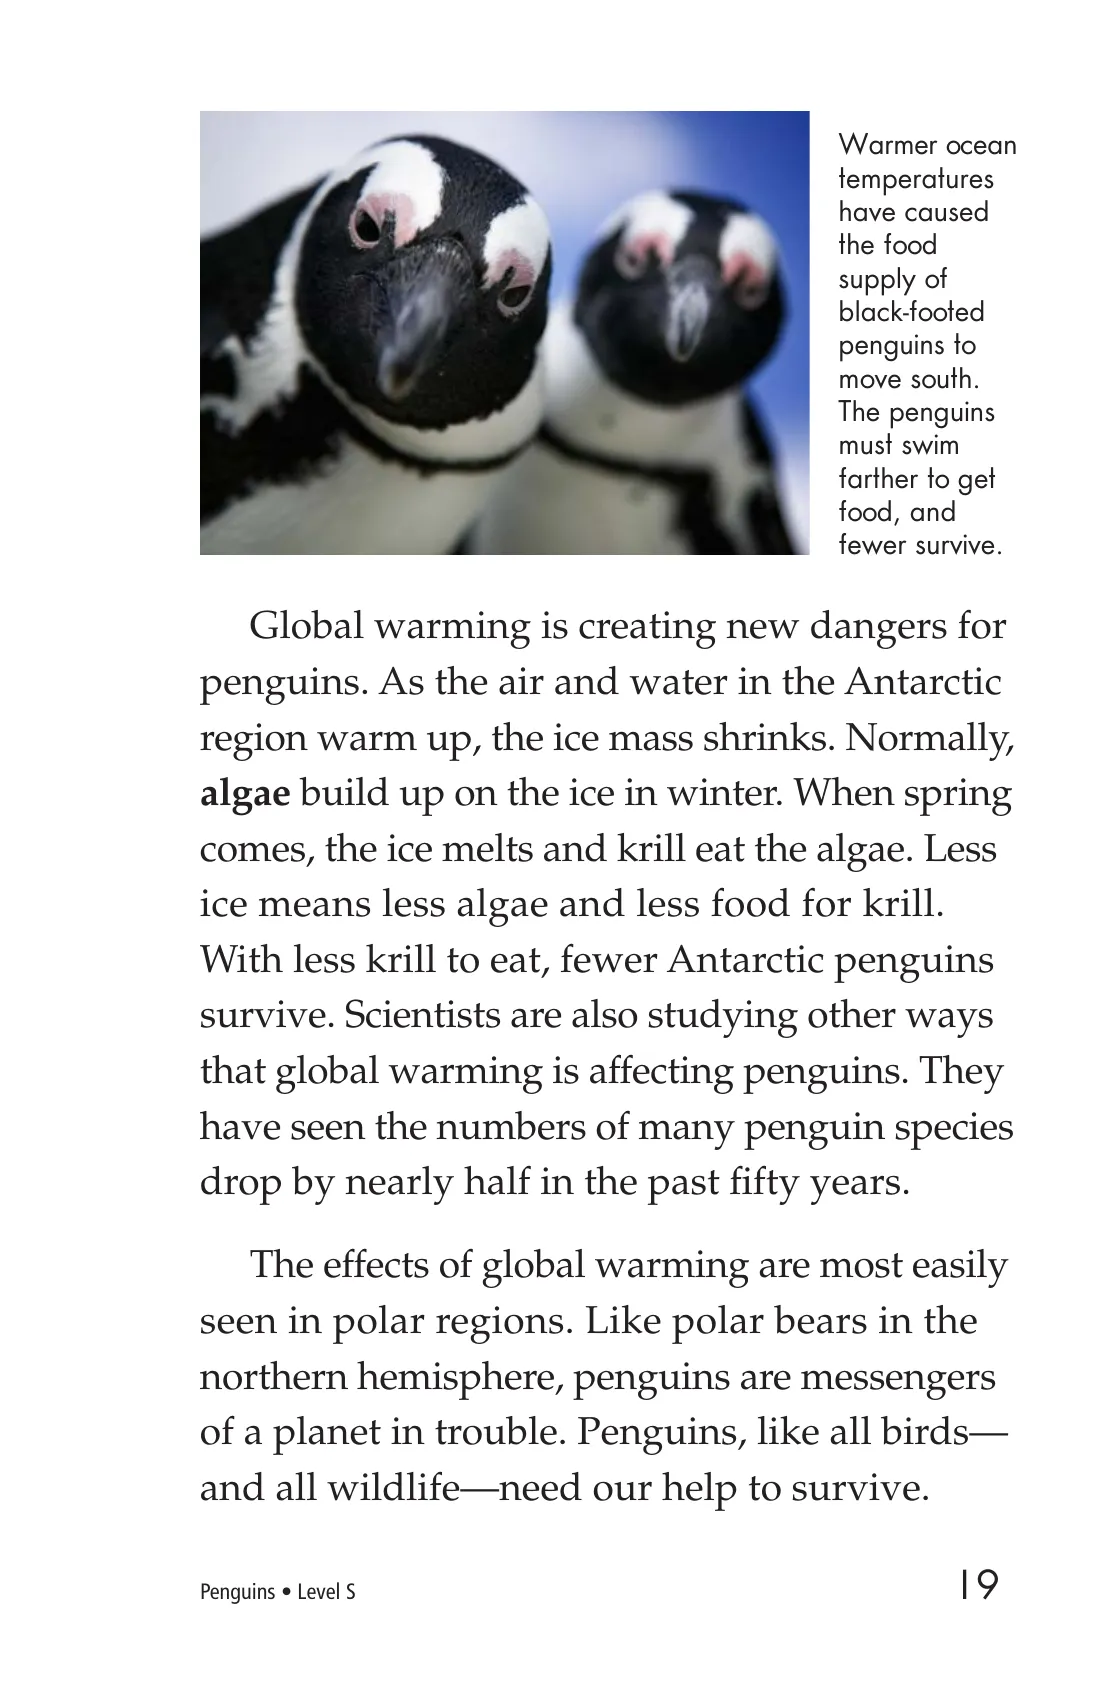 Warmer ocean
temperatures
have caused
the food
supply of
black-footed
penguins to
move south.
The penguins
must swim
farther to get
food, and
fewer survive.
Global warming is creating new dangers for
penguins. As the air and water in the Antarctic
region warm up, the ice mass shrinks. Normally,
algae build up on the ice in winter. When spring
comes, the ice melts and krill eat the algae. Less
ice means less algae and less food for krill.
With less krill to eat, fewer Antarctic penguins
survive. Scientists are also studying other ways
that global warming is affecting penguins. They
have seen the numbers of many penguin species
drop by nearly half in the past fifty years.
The effects of global warming are most easily
seen in polar regions. Like polar bears in the
northern hemisphere, penguins are messengers
of a planet in trouble. Penguins, like all birds—
and all wildlife—need our help to survive.
Penguins • Level S
19